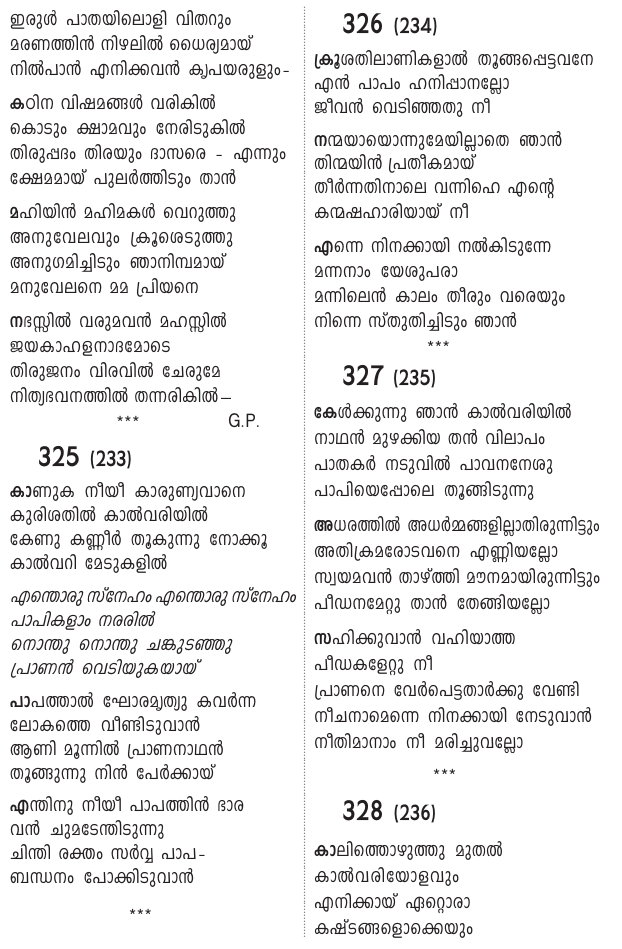 ഇരുൾ പാതയിലൊളി വിതറും
മരണത്തിൻ നിഴലിൽ ധൈര്യമായ്
നിൽപാൻ എനിക്കവൻ കൃപയരുളും-
കഠിന വിഷമങ്ങൾ വരികിൽ
കൊടും ക്ഷാമവും നേരിടുകിൽ
തിരുപ്പദം തിരയും ദാസരെ - എന്നും
ക്ഷേമമായ് പുലർത്തിടും താൻ
മഹിയിൻ മഹിമകൾ വെറുത്തു
അനുവേലവും ക്രൂശെടുത്തു
അനുഗമിച്ചിടും ഞാനിമ്പമായ്
മനുവേലനെ മമ പ്രിയനെ
നഭസ്സിൽ വരുമവൻ മഹസ്സിൽ
ജയകാഹളനാദമോടെ
തിരുജനം വിരവിൽ ചേരുമേ
നിത്യഭവനത്തിൽ തന്നരികിൽ–
*** G.P.
325 (233)
കാണുക നീയീ കാരുണ്യവാനെ
കുരിശതിൽ കാൽവരിയിൽ
കേണു കണ്ണീർ തൂകുന്നു നോക്കൂ
കാൽവറി മേടുകളിൽ
എന്തൊരു സ്നേഹം എന്തൊരു സ്നേഹം
പാപികളാം നരരിൽ
നൊന്തു നൊന്തു ചങ്കുടഞ്ഞു
പ്രാണൻ വെടിയുകയായ്
പാപത്താൽ ഘോരമൃത്യു കവർന്ന
ലോകത്തെ വീണ്ടിടുവാൻ
ആണി മൂന്നിൽ പ്രാണനാഥൻ
തൂങ്ങുന്നു നിൻ പേർക്കായ്
എന്തിനു നീയീ പാപത്തിൻ ഭാര
വൻ ചുമടേന്തിടുന്നു
ചിന്തി രക്തം സർവ്വ പാപ-
ബന്ധനം പോക്കിടുവാൻ
***
326 (234)
ക്രൂശതിലാണികളാൽ തൂങ്ങപ്പെട്ടവനേ
എൻ പാപം ഹനിപ്പാനല്ലോ
ജീവൻ വെടിഞ്ഞതു നീ
നന്മയായൊന്നുമേയില്ലാതെ ഞാൻ
തിന്മയിൻ പ്രതീകമായ്
തീർന്നതിനാലെ വന്നിഹെ എന്റെ
കന്മഷഹാരിയായ് നീ
എന്നെ നിനക്കായി നൽകിടുന്നേ
മന്നനാം യേശുപരാ
മന്നിലെൻ കാലം തീരും വരെയും
നിന്നെ സ്തുതിച്ചിടും ഞാൻ
***
327 (235)
കേൾക്കുന്നു ഞാൻ കാൽവരിയിൽ
നാഥൻ മുഴക്കിയ തൻ വിലാപം
പാതകർ നടുവിൽ പാവനനേശു
പാപിയെപ്പോലെ തൂങ്ങിടുന്നു
അധരത്തിൽ അധർമ്മങ്ങളില്ലാതിരുന്നിട്ടും
അതിക്രമരോടവനെ എണ്ണിയല്ലോ
സ്വയമവൻ താഴ്ത്തി മൗനമായിരുന്നിട്ടും
പീഡനമേറ്റു താൻ തേങ്ങിയല്ലോ
സഹിക്കുവാൻ വഹിയാത്ത
പീഡകളേറ്റു നീ
പ്രാണനെ വേർപെട്ടതാർക്കു വേണ്ടി
നീചനാമെന്നെ നിനക്കായി നേടുവാൻ
നീതിമാനാം നീ മരിച്ചുവല്ലോ
***
328 (236)
കാലിത്തൊഴുത്തു മുതൽ
കാൽവരിയോളവും
എനിക്കായ് ഏറ്റൊരാ
കഷ്ടങ്ങളൊക്കെയും